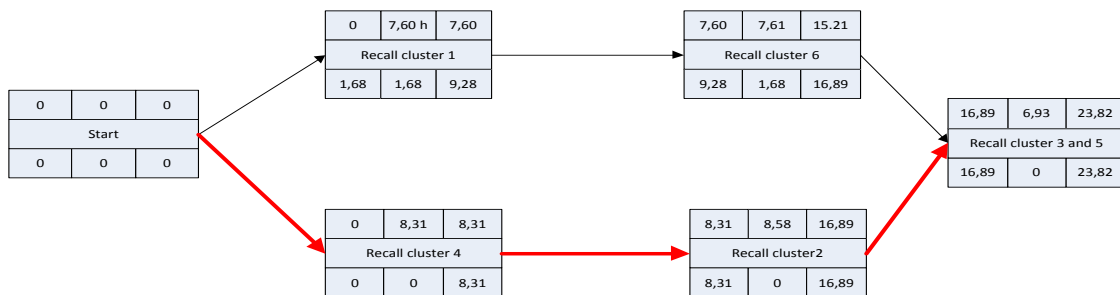 0 7,60 h 7,60
Recall cluster 1
1,68 1,68 9,28
7,60 7,61 15.21
Recall cluster 6
9,28 1,68 16,89
0 0 0
Start
0 0 0
16,89 6,93 23,82
Recall cluster 3 and 5
16,89 0 23,82
0 8,31 8,31
Recall cluster 4
0 0 8,31
8,31 8,58 16,89
Recall cluster2
8,31 0 16,89